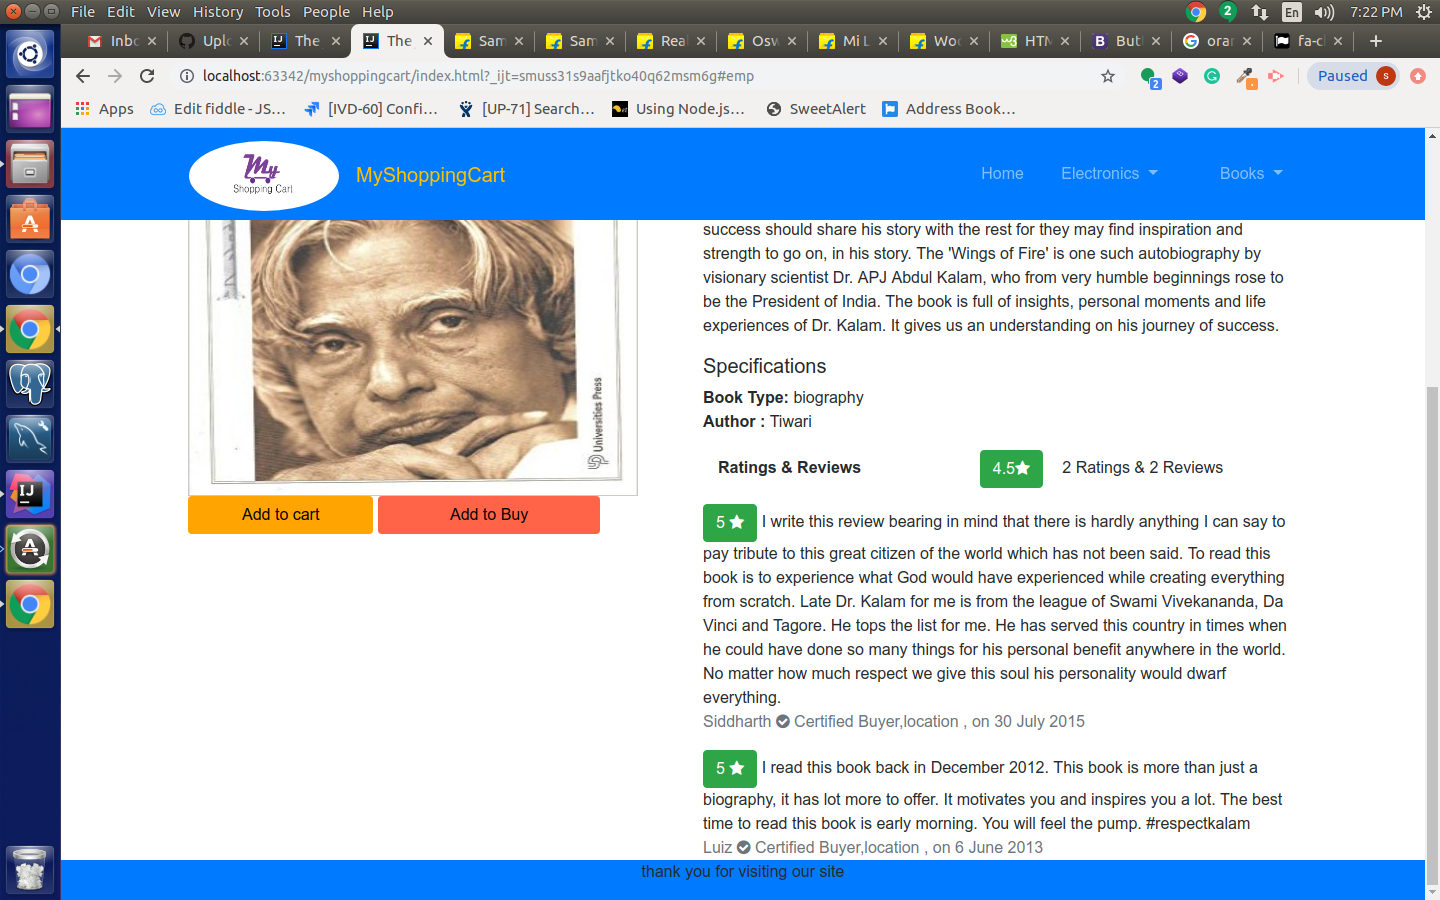 File Edit View History Tools People Help
2 En 7:22 PM
Inbc Uplc The The Sam Sam Rea Osw Mi L Woc HTM But orar fa-cl
localhost:63342/myshoppingcart/index.html?_ijt=smuss31s9aafjtko40q62msm6g#emp
2 Paused s
Apps Edit fiddle - JS... [IVD-60] Confi... [UP-71] Search... Using Node.js... SweetAlert Address Book...
My
Shopping Cart
MyShoppingCart Home Electronics Books
success should share his story with the rest for they may find inspiration and
strength to go on, in his story. The 'Wings of Fire' is one such autobiography by
visionary scientist Dr. APJ Abdul Kalam, who from very humble beginnings rose to
be the President of India. The book is full of insights, personal moments and life
experiences of Dr. Kalam. It gives us an understanding on his journey of success.
Specifications
Book Type: biography
Author : Tiwari
Universities Press
Add to cart Add to Buy
Ratings & Reviews 4.5 2 Ratings & 2 Reviews
5 I write this review bearing in mind that there is hardly anything I can say to
pay tribute to this great citizen of the world which has not been said. To read this
book is to experience what God would have experienced while creating everything
from scratch. Late Dr. Kalam for me is from the league of Swami Vivekananda, Da
Vinci and Tagore. He tops the list for me. He has served this country in times when
he could have done so many things for his personal benefit anywhere in the world.
No matter how much respect we give this soul his personality would dwarf
everything.
Siddharth Certified Buyer,location , on 30 July 2015
5 I read this book back in December 2012. This book is more than just a
biography, it has lot more to offer. It motivates you and inspires you a lot. The best
time to read this book is early morning. You will feel the pump. #respectkalam
Luiz Certified Buyer,location , on 6 June 2013
thank you for visiting our site